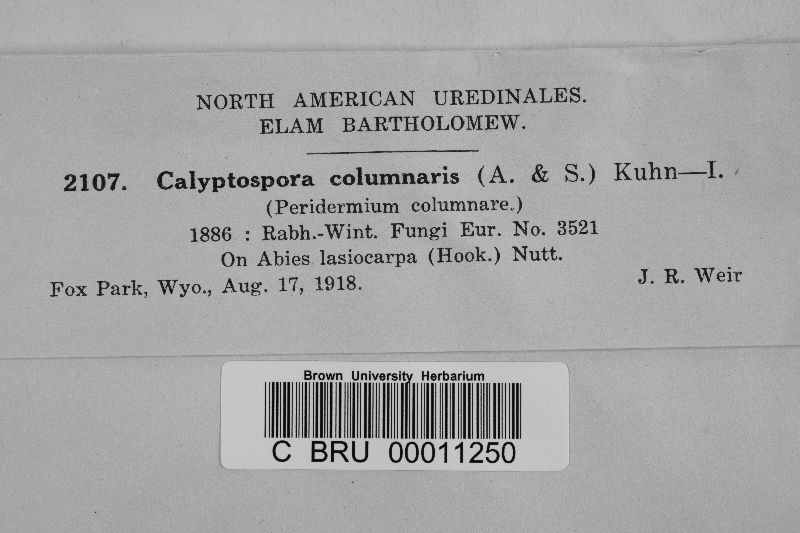 NORTH AMERICAN UREDINALES.
ELAM BARTHOLOMEW.
2107. Calyptospora columnaris (A. & S.) Kuhn—I.
(Peridermium columnare.)
1886 : Rabh.-Wint. Fungi Eur. No. 3521
On Abies lasiocarpa (Hook.) Nutt.
Fox Park, Wyo., Aug. 17, 1918. J. R. Weir
Brown University Herbarium
C BRU 00011250